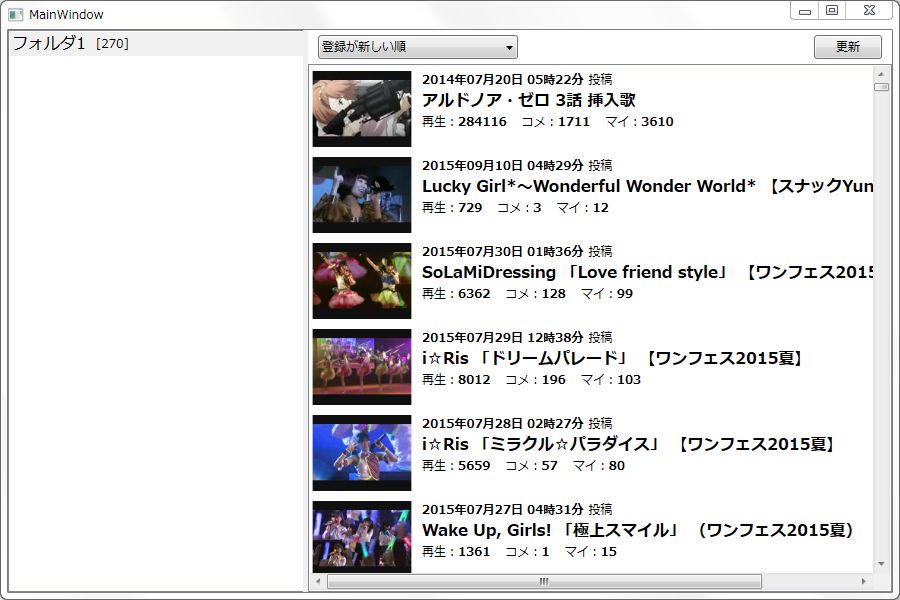 MainWindow
フォルダ1 [270]
登録が新しい順
更新
2014年07月20日 05時22分 投稿
アルドノア・ゼロ 3話 挿入歌
再生：284116 コメ：1711 マイ：3610
2015年09月10日 04時29分 投稿
Lucky Girl*～Wonderful Wonder World* 【スナックYun
再生：729 コメ：3 マイ：12
2015年07月30日 01時36分 投稿
SoLaMiDressing 「Love friend style」 【ワンフェス2015
再生：6362 コメ：128 マイ：99
2015年07月29日 12時38分 投稿
i☆Ris 「ドリームパレード」 【ワンフェス2015夏】
再生：8012 コメ：196 マイ：103
2015年07月28日 02時27分 投稿
i☆Ris 「ミラクル☆パラダイス」 【ワンフェス2015夏】
再生：5659 コメ：57 マイ：80
2015年07月27日 04時31分 投稿
Wake Up, Girls! 「極上スマイル」 （ワンフェス2015夏）
再生：1361 コメ：1 マイ：15